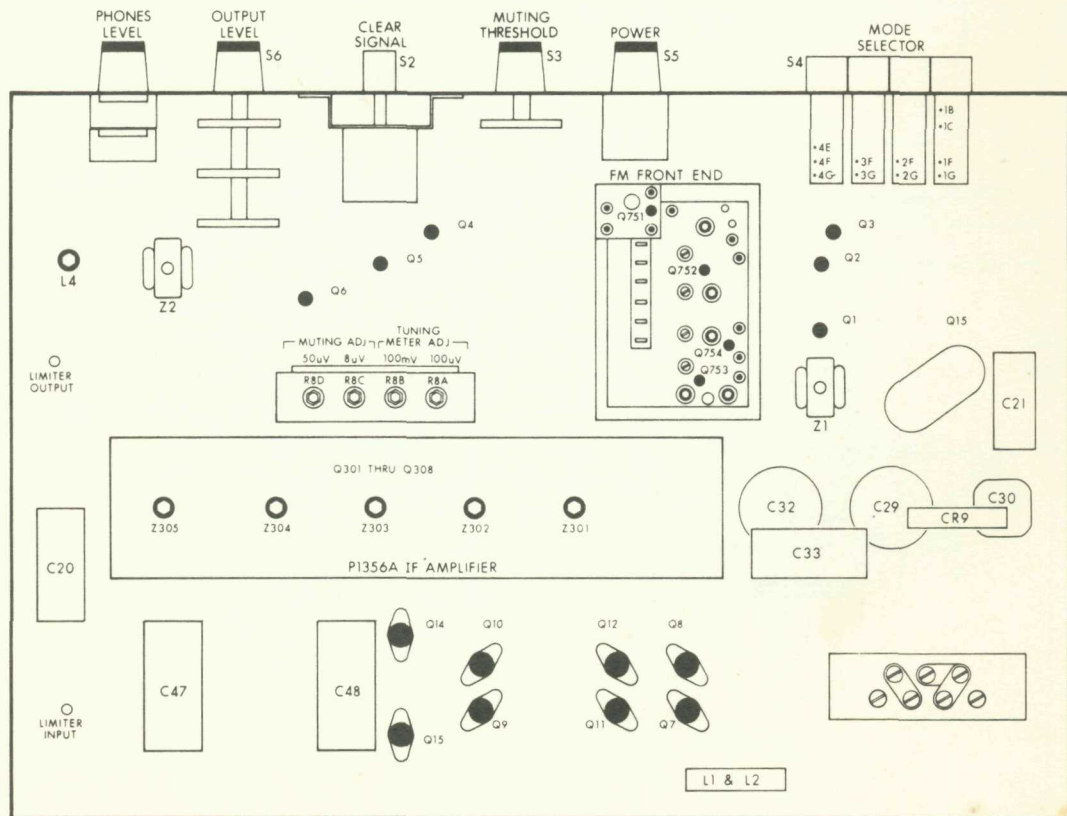 PHONES
LEVEL
OUTPUT
LEVEL
S6
CLEAR
SIGNAL
S2
MUTING
THRESHOLD
S3
POWER
S5
MODE
SELECTOR
S4
•1B
•1C
•4E
•4F •3F •2F •1F
•4G •3G •2G •1G
FM FRONT END
Q751
Q752
Q754
Q753
Q4
Q5
Q6
Q3
Q2
Q1
Q15
L4
Z2
Z1
C21
LIMITER
OUTPUT
MUTING ADJ
TUNING
METER ADJ
50uV 8uV 100mV 100uV
R8D R8C R8B R8A
Q301 THRU Q308
Z305 Z304 Z303 Z302 Z301
P1356A IF AMPLIFIER
C32
C29
C30
CR9
C33
C20
C47
C48
Q14
Q10
Q12
Q8
Q15
Q9
Q11
Q7
LIMITER
INPUT
L1 & L2